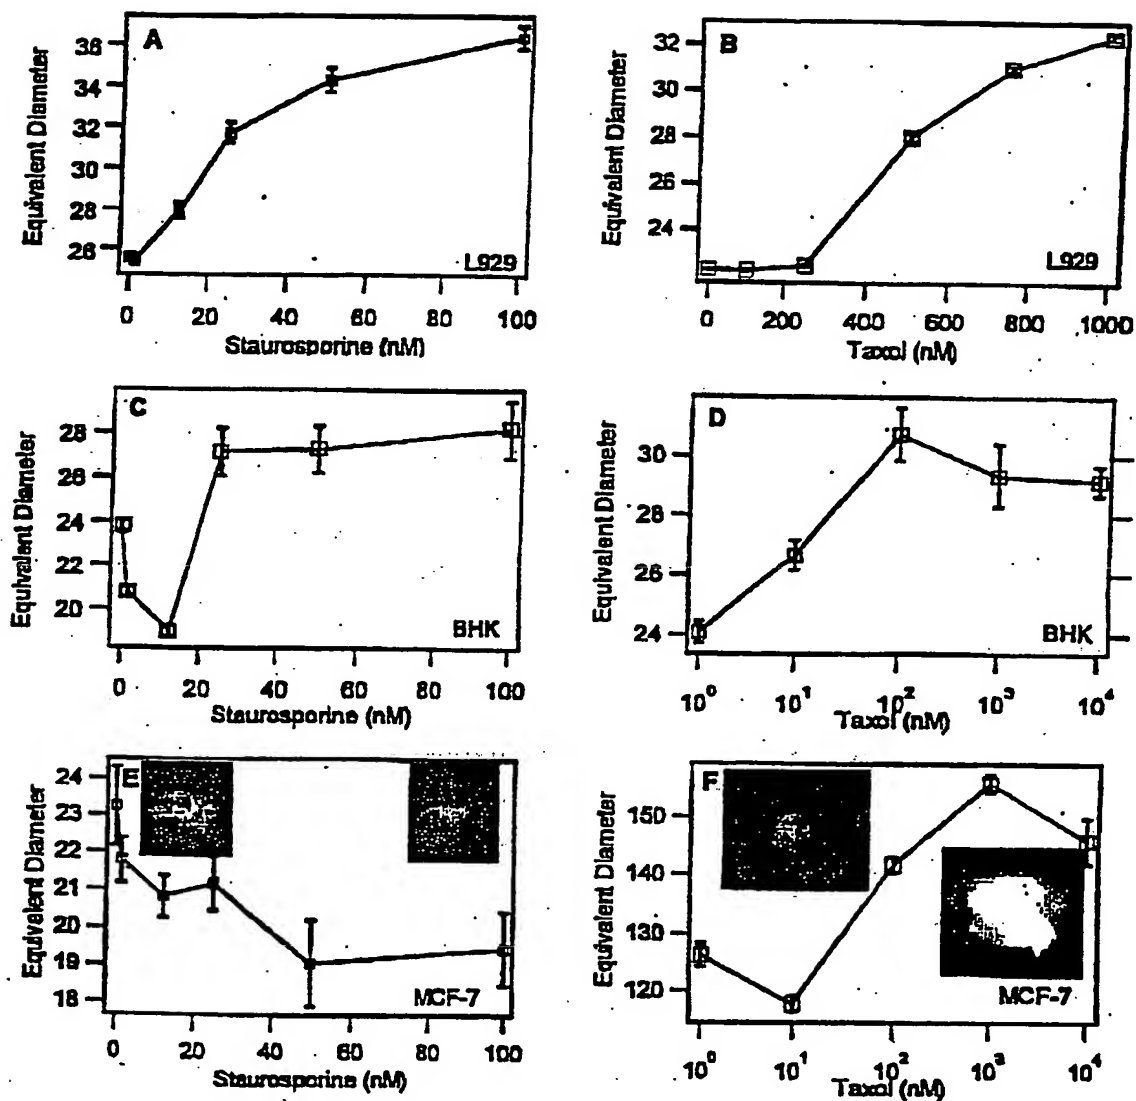 A
Equivalent Diameter
36
34
32
30
28
26
L929
0 20 40 60 80 100
Staurosporine (nM)
B
Equivalent Diameter
32
30
28
26
24
L929
0 200 400 600 800 1000
Taxol (nM)
C
Equivalent Diameter
28
26
24
22
20
BHK
0 20 40 60 80 100
Staurosporine (nM)
D
Equivalent Diameter
30
28
26
24
BHK
10⁰ 10¹ 10² 10³ 10⁴
Taxol (nM)
E
Equivalent Diameter
24
23
22
21
20
19
18
MCF-7
0 20 40 60 80 100
Staurosporine (nM)
F
Equivalent Diameter
150
140
130
120
MCF-7
10⁰ 10¹ 10² 10³ 10⁴
Taxol (nM)